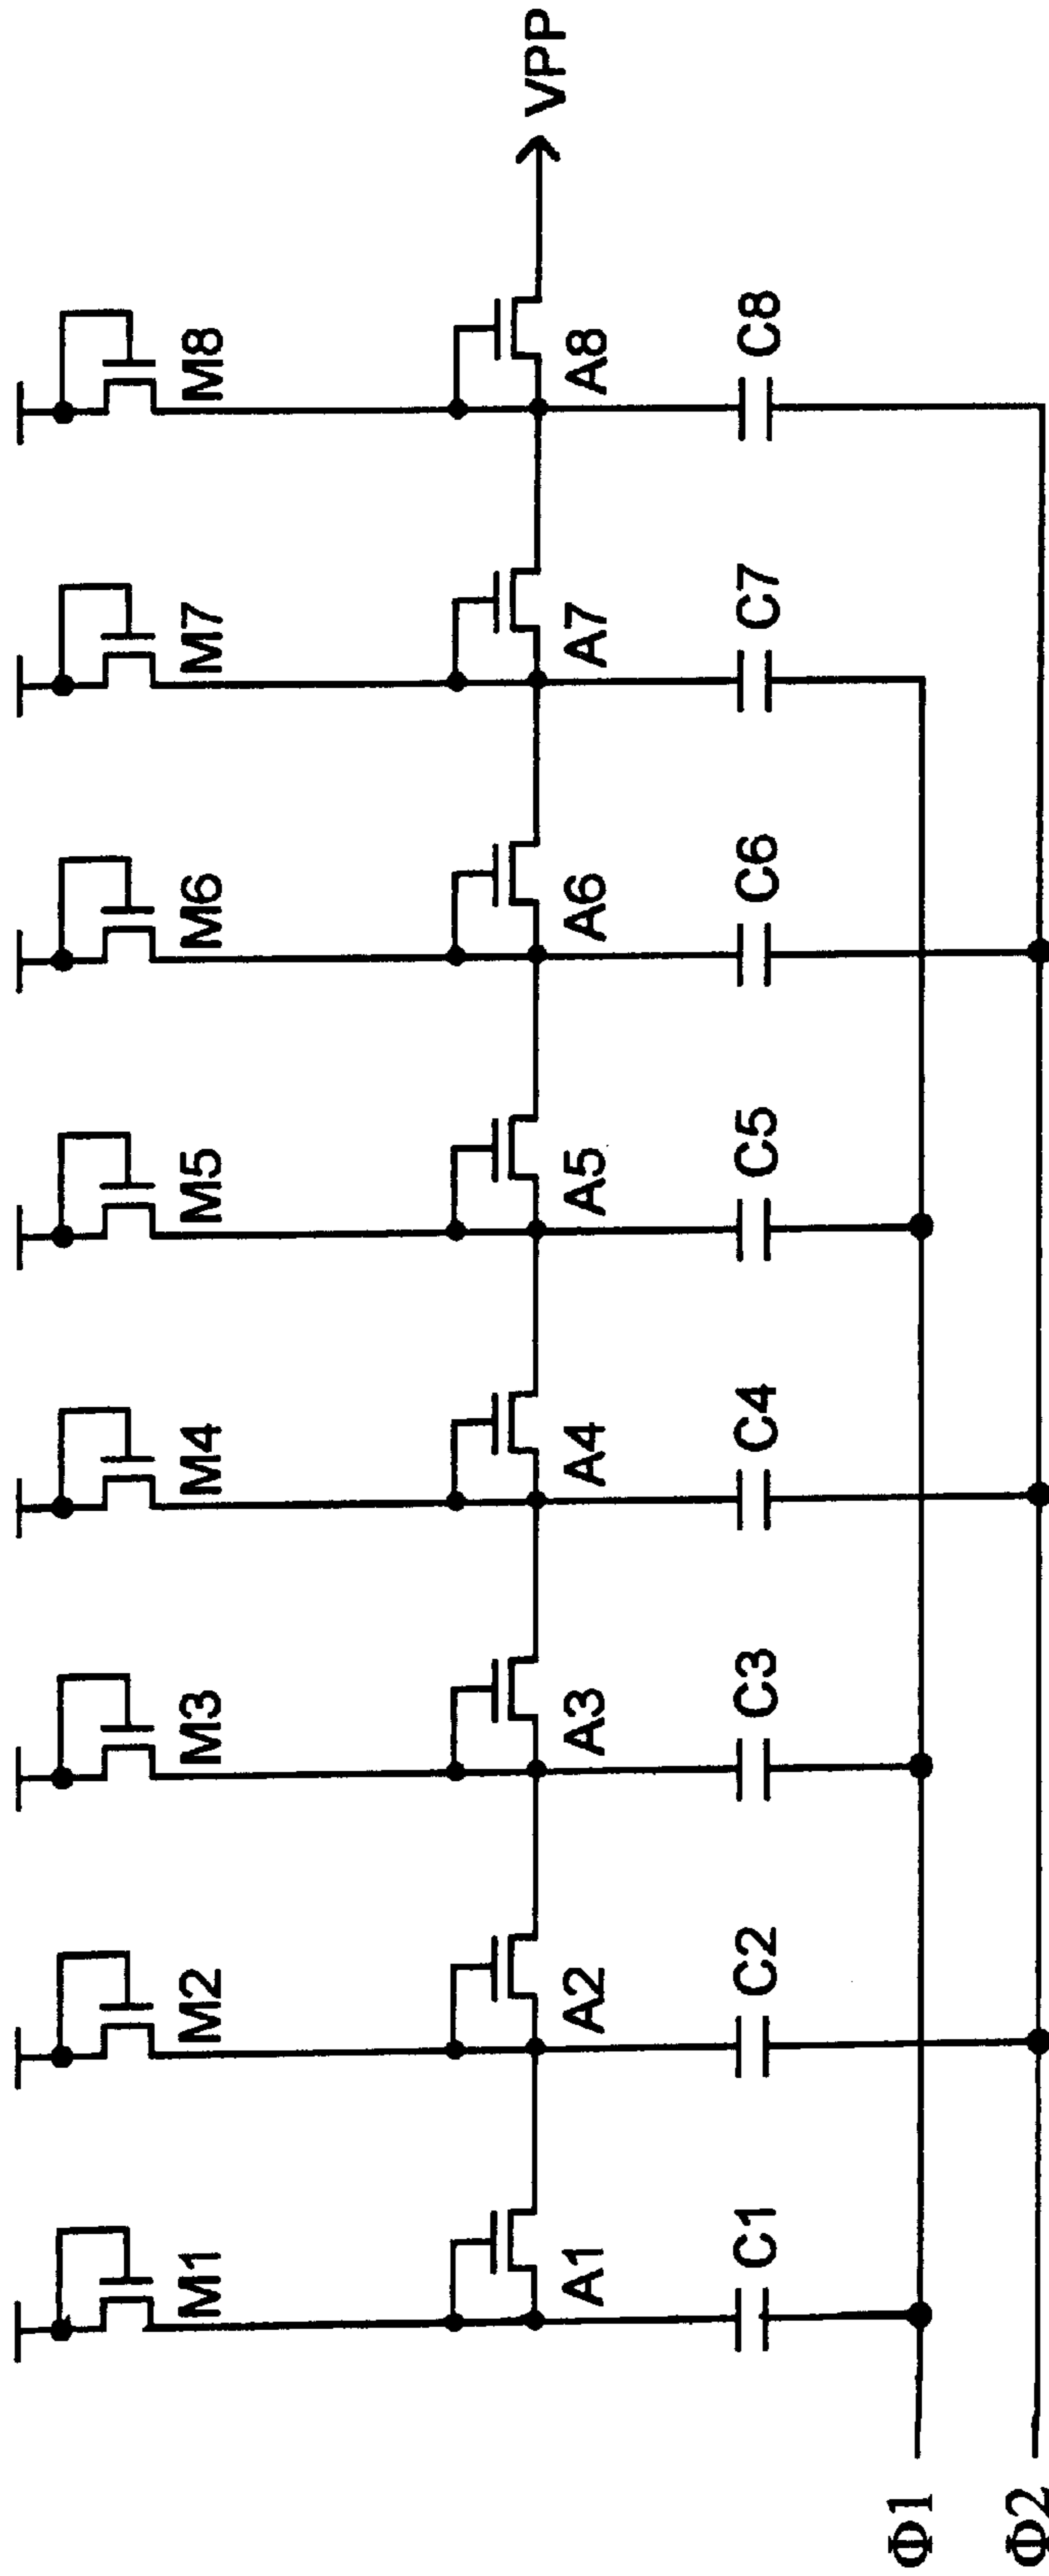 M1 M2 M3 M4 M5 M6 M7 M8
VPP
A1 A2 A3 A4 A5 A6 A7 A8
C1 C2 C3 C4 C5 C6 C7 C8
Φ1
Φ2